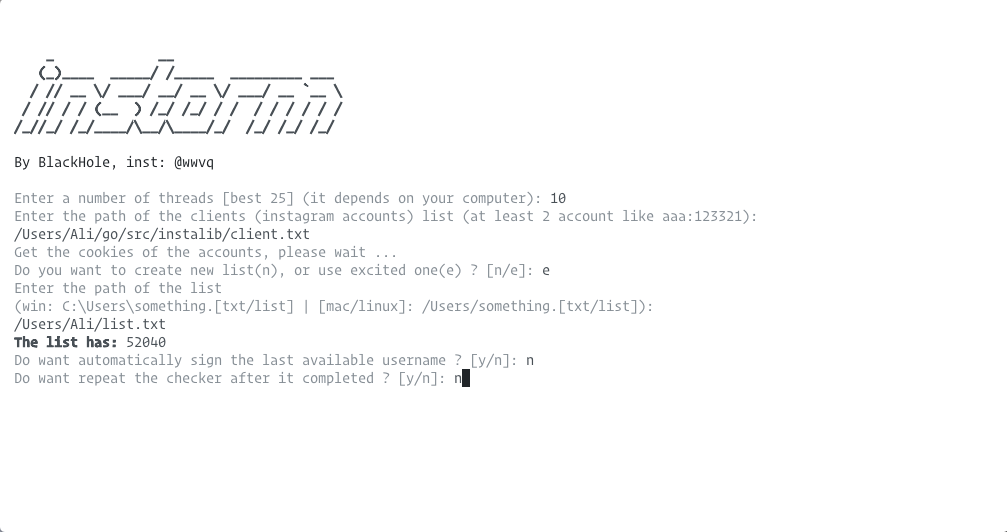 instorm
By BlackHole, inst: @wwvq
Enter a number of threads [best 25] (it depends on your computer): 10
Enter the path of the clients (instagram accounts) list (at least 2 account like aaa:123321):
/Users/Ali/go/src/instalib/client.txt
Get the cookies of the accounts, please wait ...
Do you want to create new list(n), or use excited one(e) ? [n/e]: e
Enter the path of the list
(win: C:\Users\something.[txt/list] | [mac/linux]: /Users/something.[txt/list]):
/Users/Ali/list.txt
The list has: 52040
Do want automatically sign the last available username ? [y/n]: n
Do want repeat the checker after it completed ? [y/n]: n